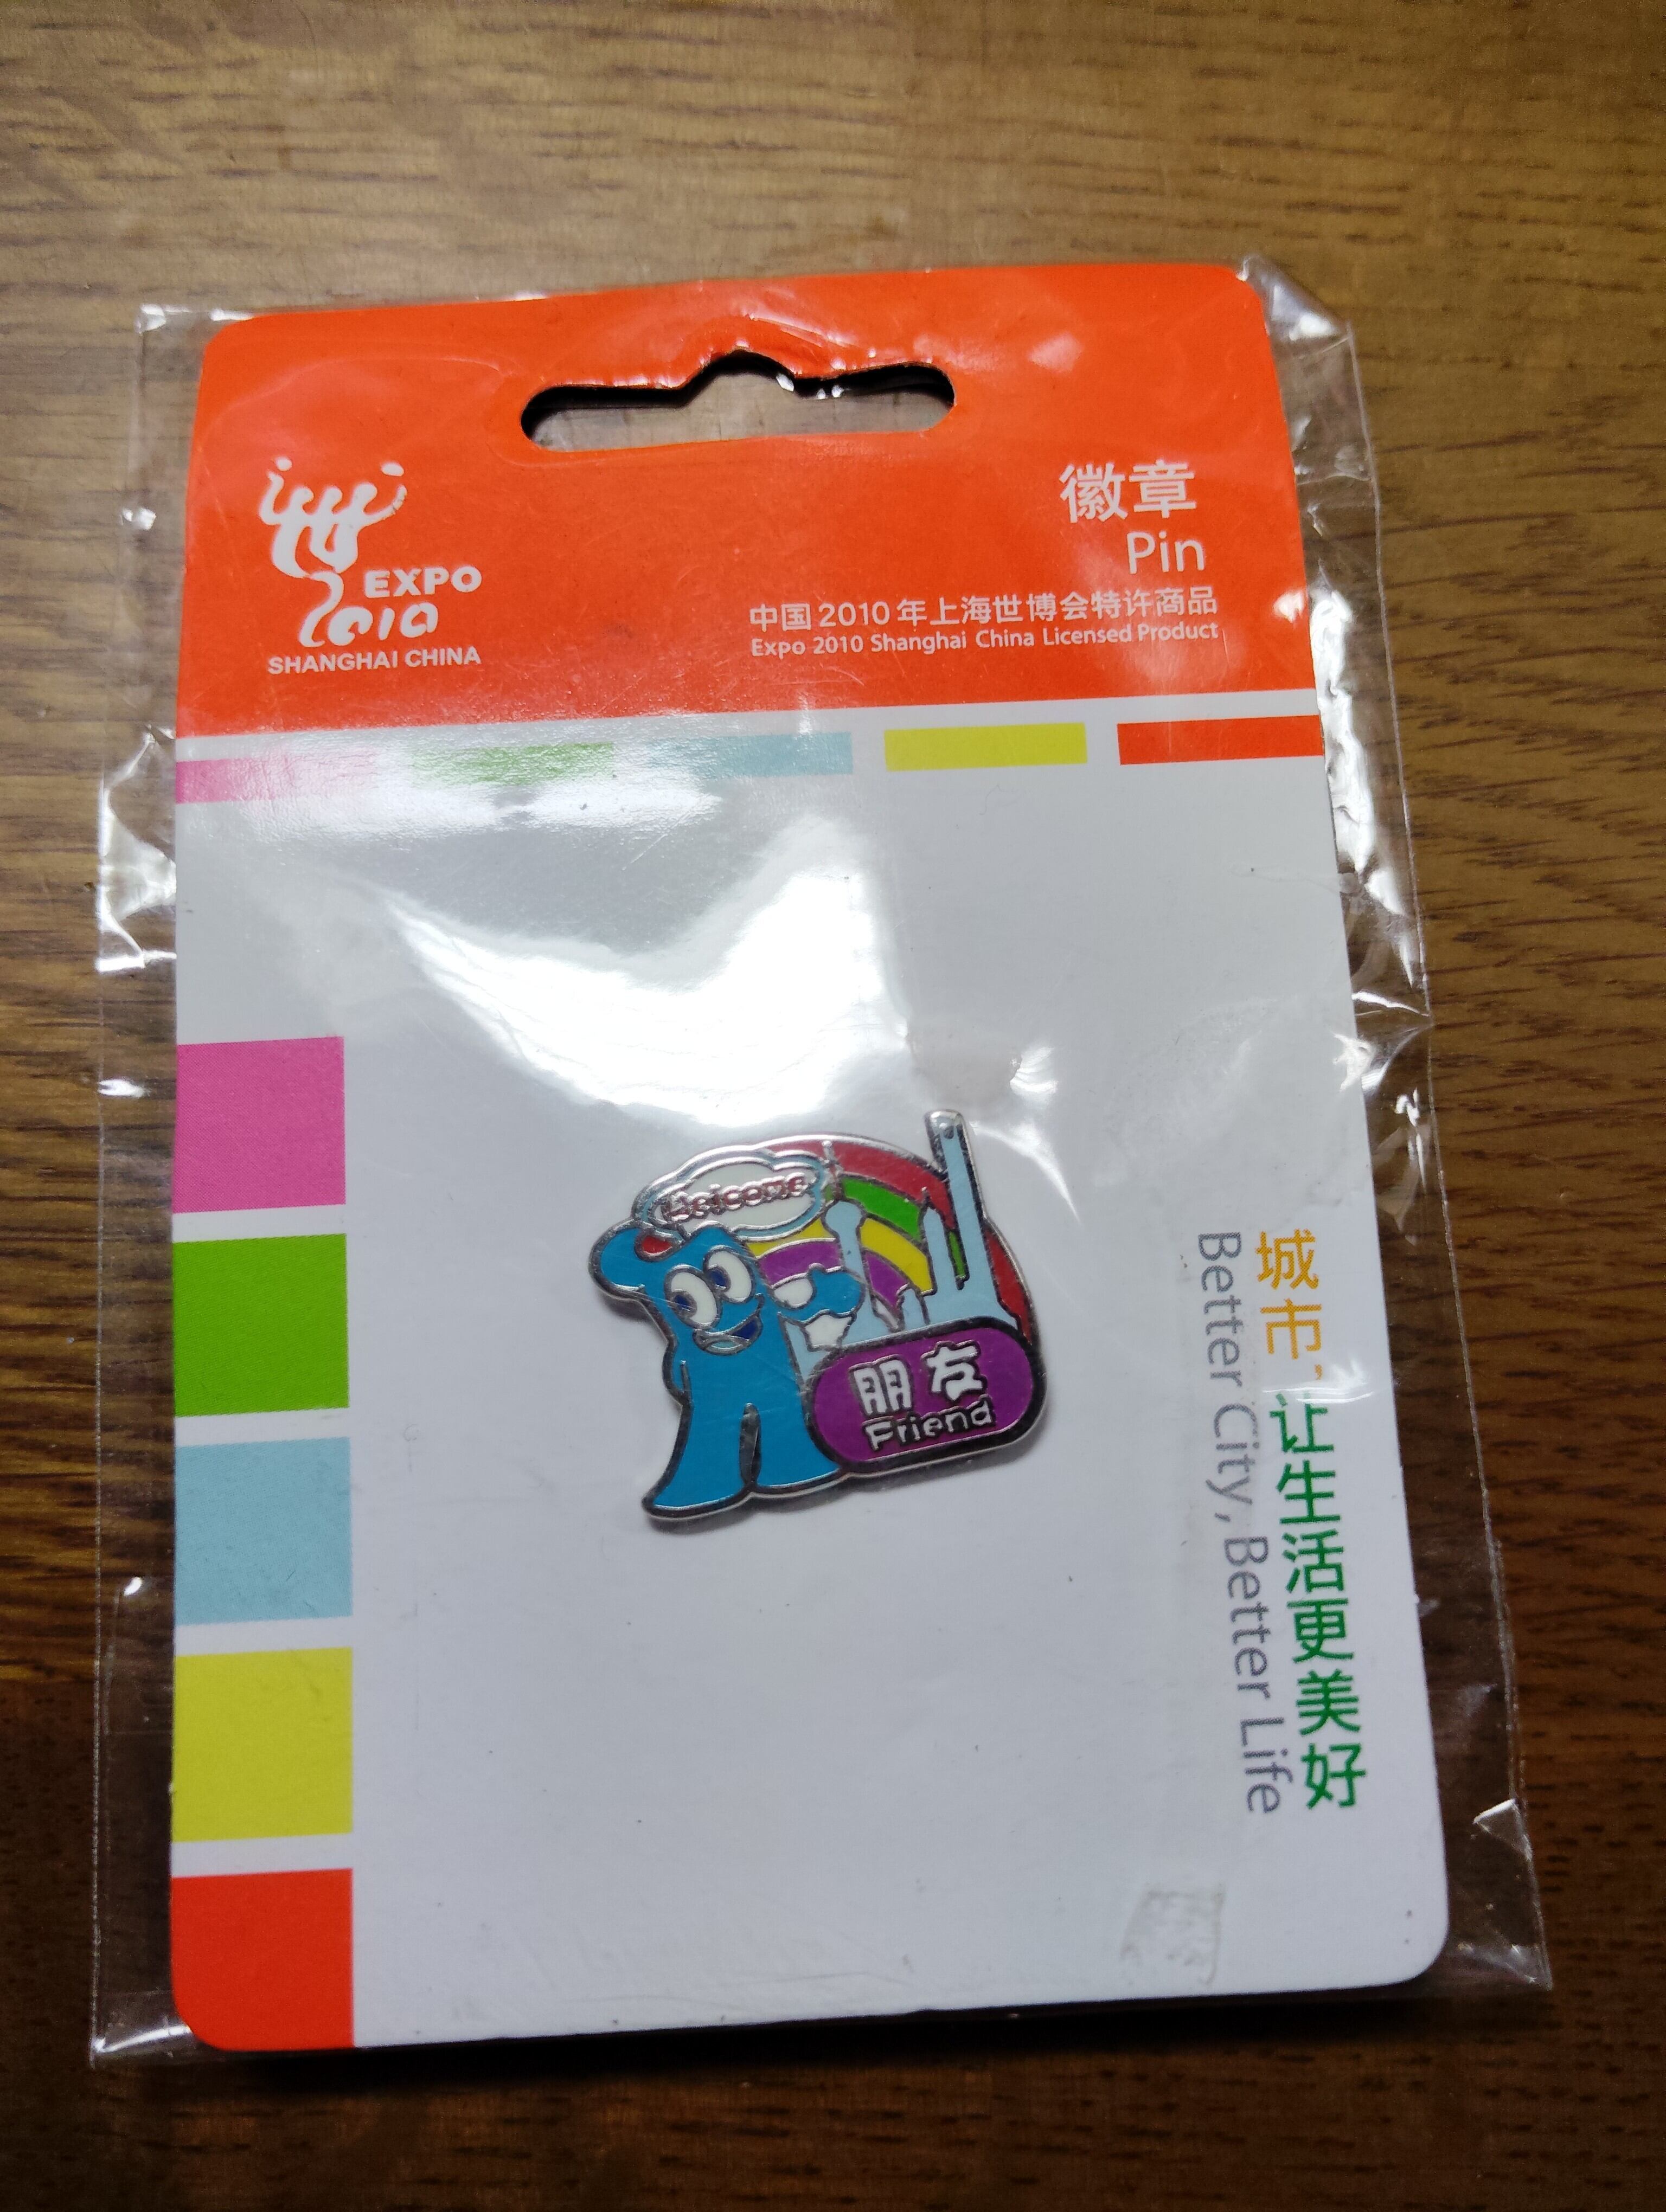 世
EXPO
2010
SHANGHAI CHINA
徽章
Pin
中国2010年上海世博会特许商品
Expo 2010 Shanghai China Licensed Product
Welcome
朋友
Friend
城市，让生活更美好
Better City, Better Life